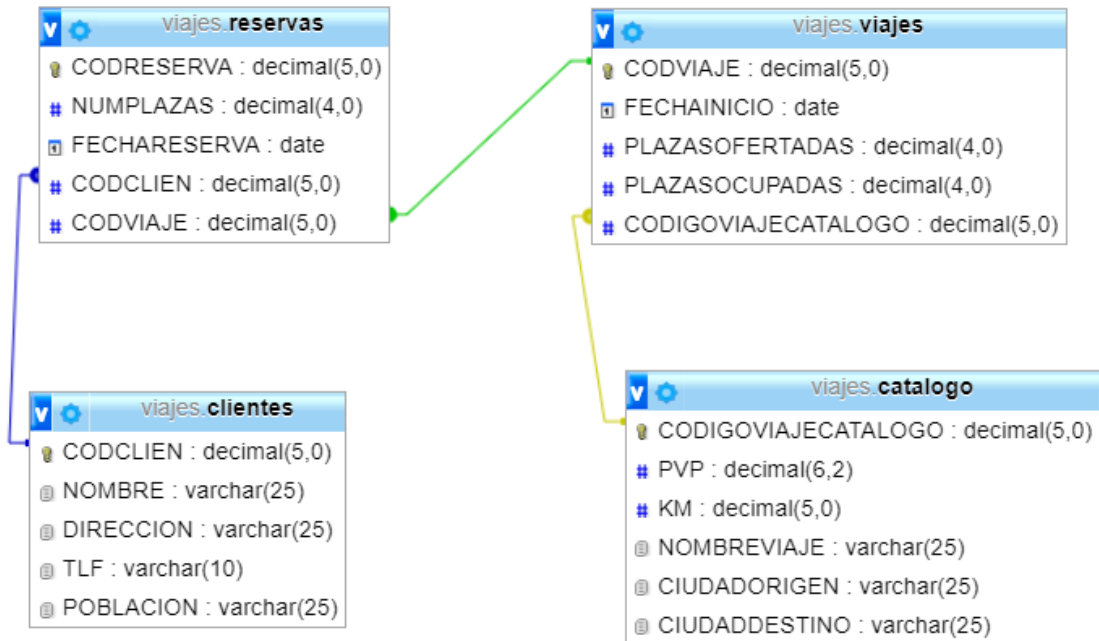 viajes.reservas
CODRESERVA : decimal(5,0)
NUMPLAZAS : decimal(4,0)
FECHARESERVA : date
CODCLIEN : decimal(5,0)
CODVIAJE : decimal(5,0)
viajes.viajes
CODVIAJE : decimal(5,0)
FECHAINICIO : date
PLAZASOFERTADAS : decimal(4,0)
PLAZASOCUPADAS : decimal(4,0)
CODIGOVIAJECATALOGO : decimal(5,0)
viajes.clientes
CODCLIEN : decimal(5,0)
NOMBRE : varchar(25)
DIRECCION : varchar(25)
TLF : varchar(10)
POBLACION : varchar(25)
viajes.catalogo
CODIGOVIAJECATALOGO : decimal(5,0)
PVP : decimal(6,2)
KM : decimal(5,0)
NOMBREVIAJE : varchar(25)
CIUDADORIGEN : varchar(25)
CIUDADDESTINO : varchar(25)